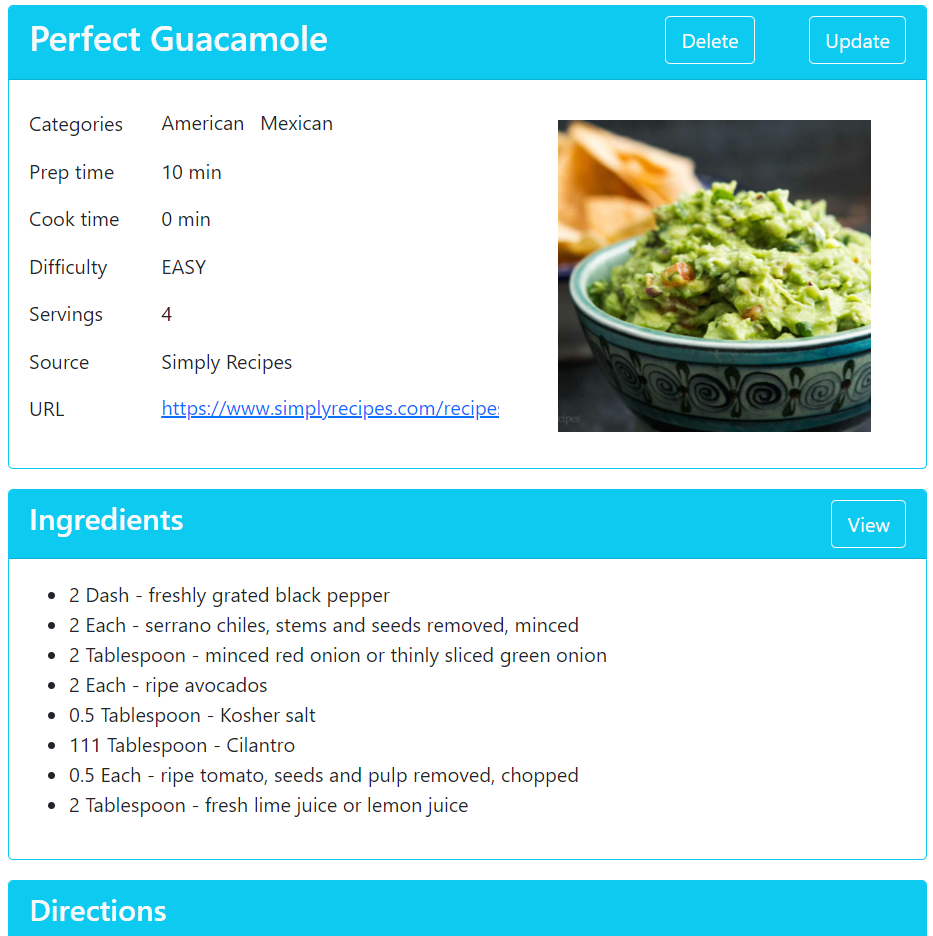 Perfect Guacamole
Delete
Update
Categories American Mexican
Prep time 10 min
Cook time 0 min
Difficulty EASY
Servings 4
Source Simply Recipes
URL https://www.simplyrecipes.com/recipe
Ingredients
View
2 Dash - freshly grated black pepper
2 Each - serrano chiles, stems and seeds removed, minced
2 Tablespoon - minced red onion or thinly sliced green onion
2 Each - ripe avocados
0.5 Tablespoon - Kosher salt
111 Tablespoon - Cilantro
0.5 Each - ripe tomato, seeds and pulp removed, chopped
2 Tablespoon - fresh lime juice or lemon juice
Directions